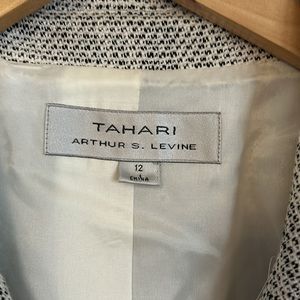 TAHARI
ARTHUR S. LEVINE
12
CHINA